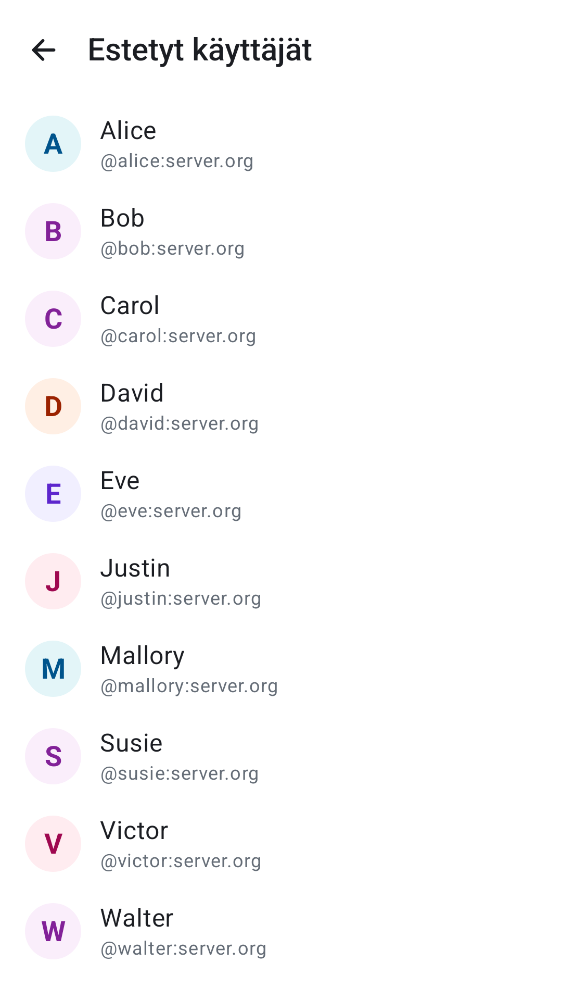 Estetyt käyttäjät
A
Alice
@alice:server.org
B
Bob
@bob:server.org
C
Carol
@carol:server.org
D
David
@david:server.org
E
Eve
@eve:server.org
J
Justin
@justin:server.org
M
Mallory
@mallory:server.org
S
Susie
@susie:server.org
V
Victor
@victor:server.org
W
Walter
@walter:server.org